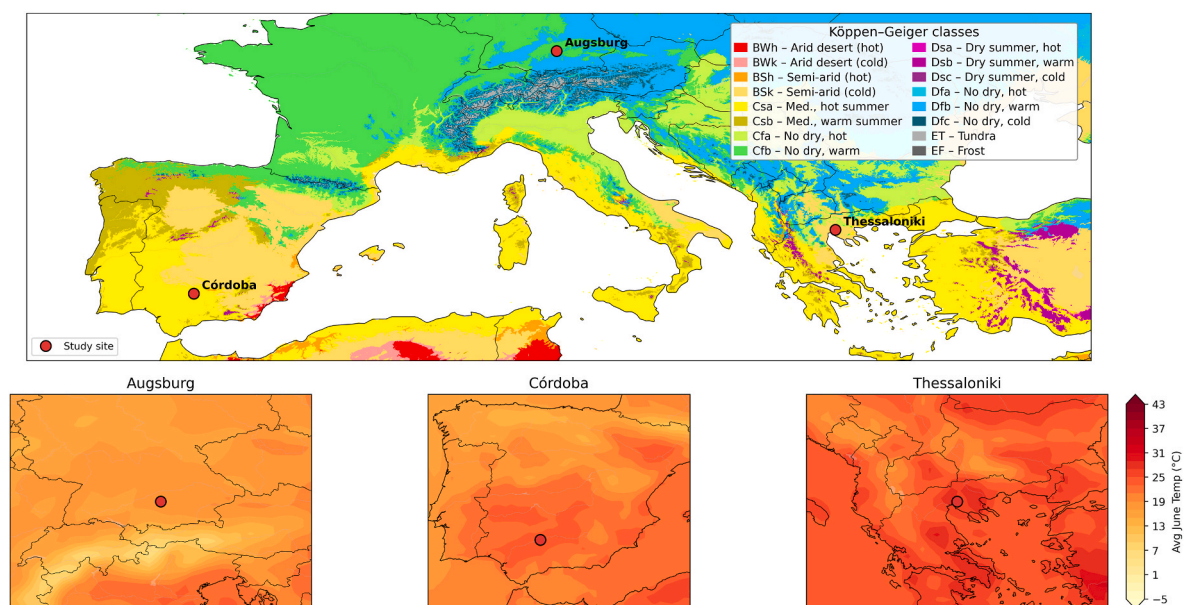 Augsburg
Köppen–Geiger classes
BWh – Arid desert (hot)
BWk – Arid desert (cold)
BSh – Semi-arid (hot)
BSk – Semi-arid (cold)
Csa – Med., hot summer
Csb – Med., warm summer
Cfa – No dry, hot
Cfb – No dry, warm
Dsa – Dry summer, hot
Dsb – Dry summer, warm
Dsc – Dry summer, cold
Dfa – No dry, hot
Dfb – No dry, warm
Dfc – No dry, cold
ET – Tundra
EF – Frost
Thessaloniki
Córdoba
Study site
Augsburg
Córdoba
Thessaloniki
43
37
31
25
19
13
7
1
−5
Avg June Temp (°C)